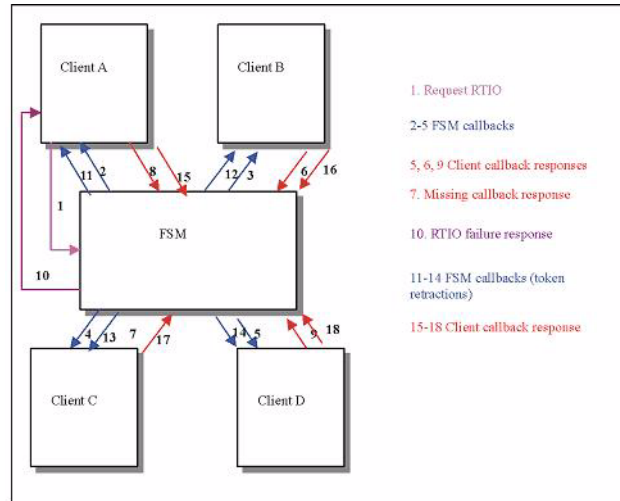 Client A
Client B
1. Request RTIO
2-5 FSM callbacks
5, 6, 9 Client callback responses
7. Missing callback response
10. RTIO failure response
11-14 FSM callbacks (token
retractions)
15-18 Client callback response
11
2
8
15
12
3
6
16
1
FSM
10
4
13
7
17
14
5
9
18
Client C
Client D